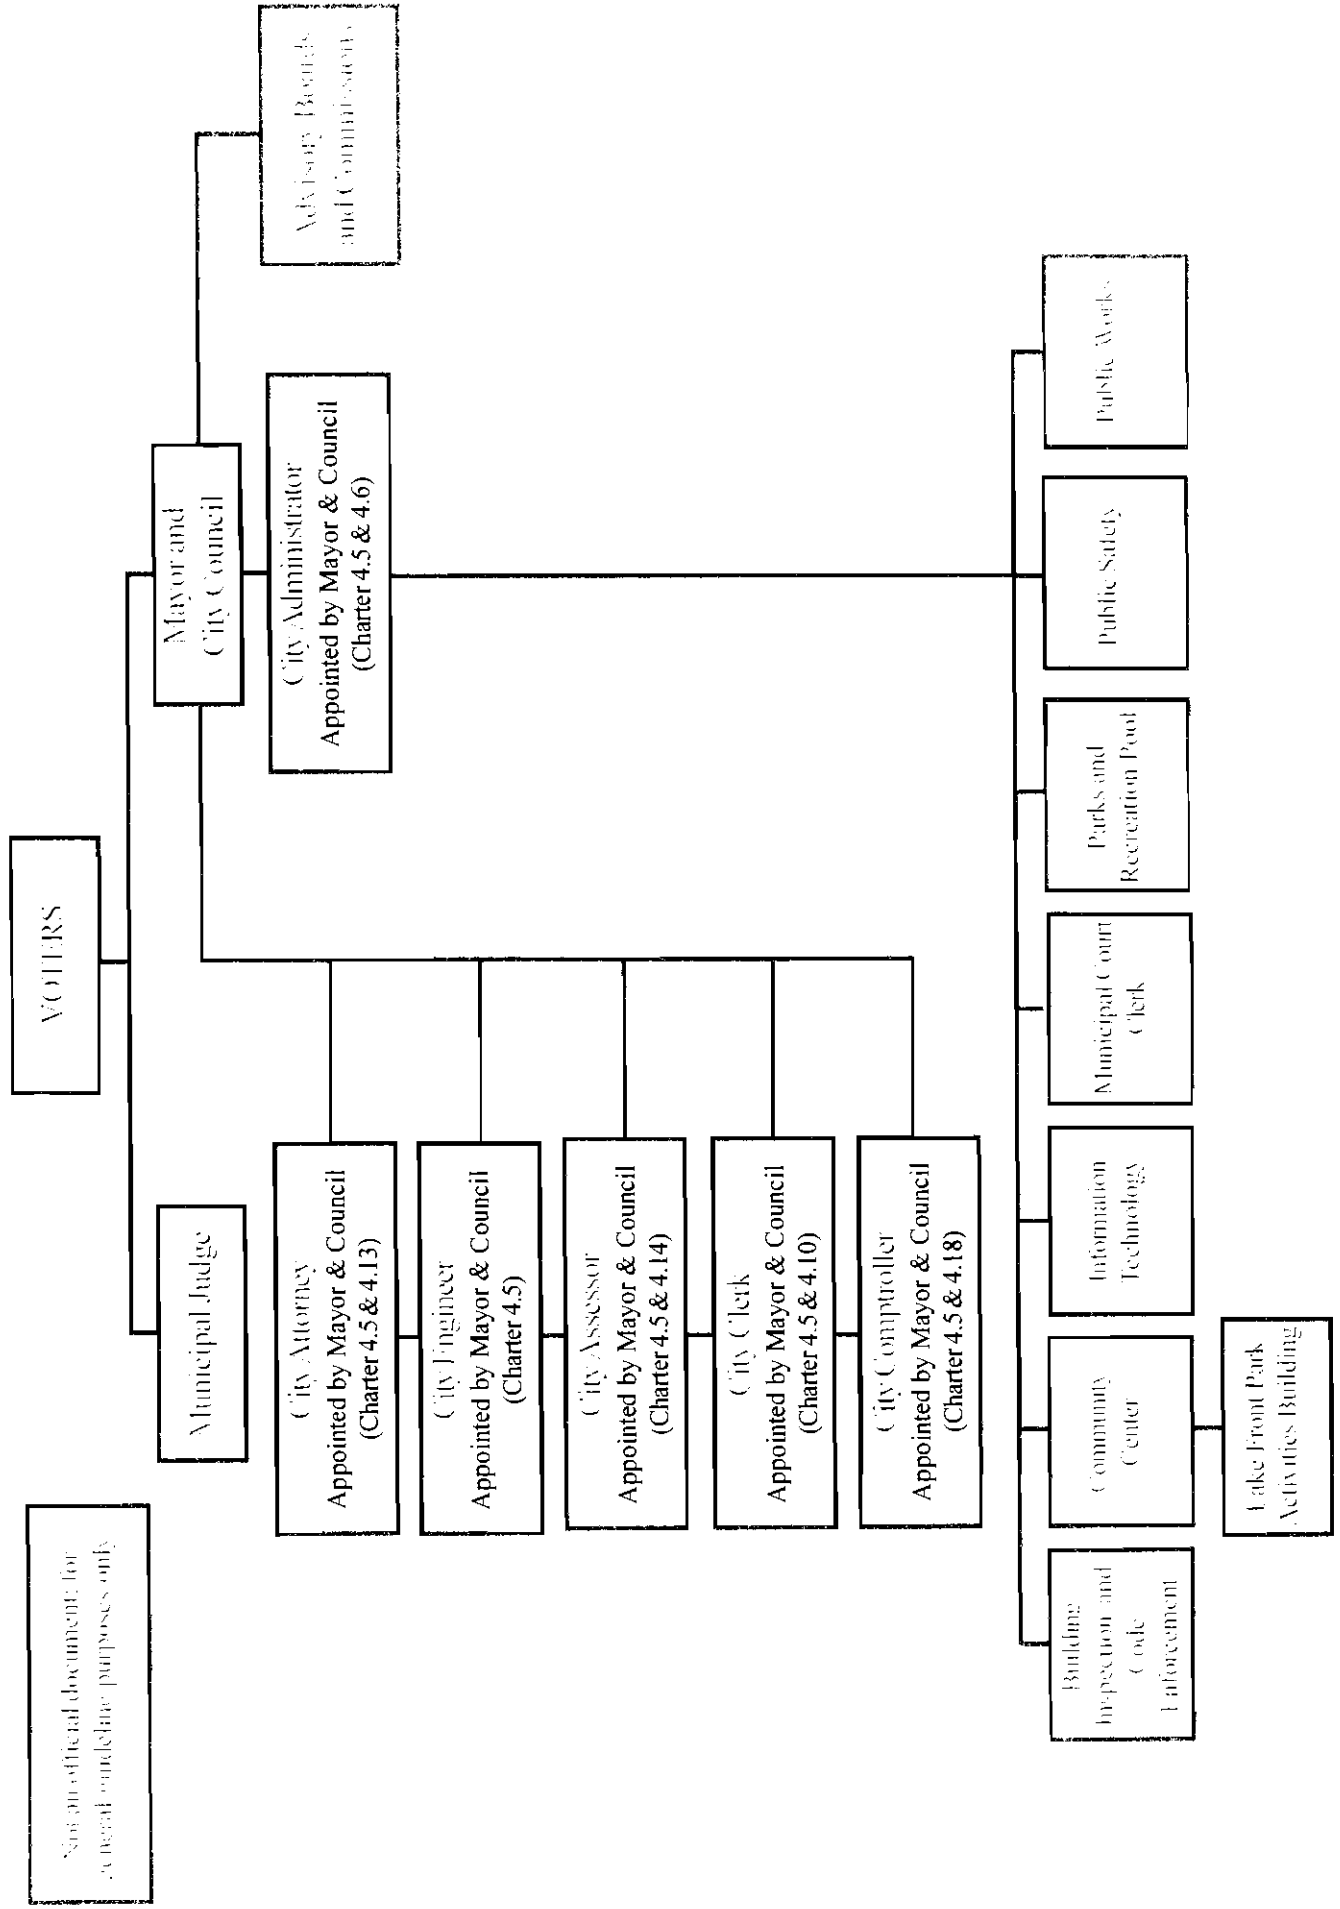 Not an official document: for
general guideline purposes only
VOTERS
Municipal Judge
Mayor and
City Council
Advisory Boards
and Commissions
City Administrator
Appointed by Mayor & Council
(Charter 4.5 & 4.6)
City Attorney
Appointed by Mayor & Council
(Charter 4.5 & 4.13)
City Engineer
Appointed by Mayor & Council
(Charter 4.5)
City Assessor
Appointed by Mayor & Council
(Charter 4.5 & 4.14)
City Clerk
Appointed by Mayor & Council
(Charter 4.5 & 4.10)
City Comptroller
Appointed by Mayor & Council
(Charter 4.5 & 4.18)
Building
Inspection and
Code
Enforcement
Community
Center
Information
Technology
Municipal Court
Clerk
Parks and
Recreation Pool
Public Safety
Public Works
Lake Front Park
Activities Building